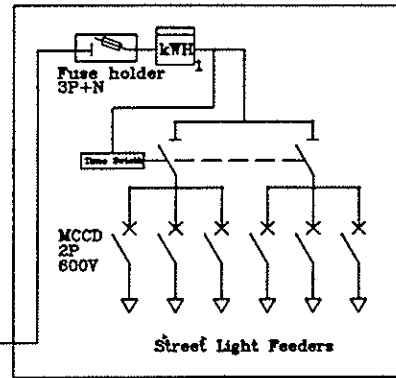 kWH
1
Fuse holder
3P+N
Time Switch
MCCD
2P
600V
Street Light Feeders